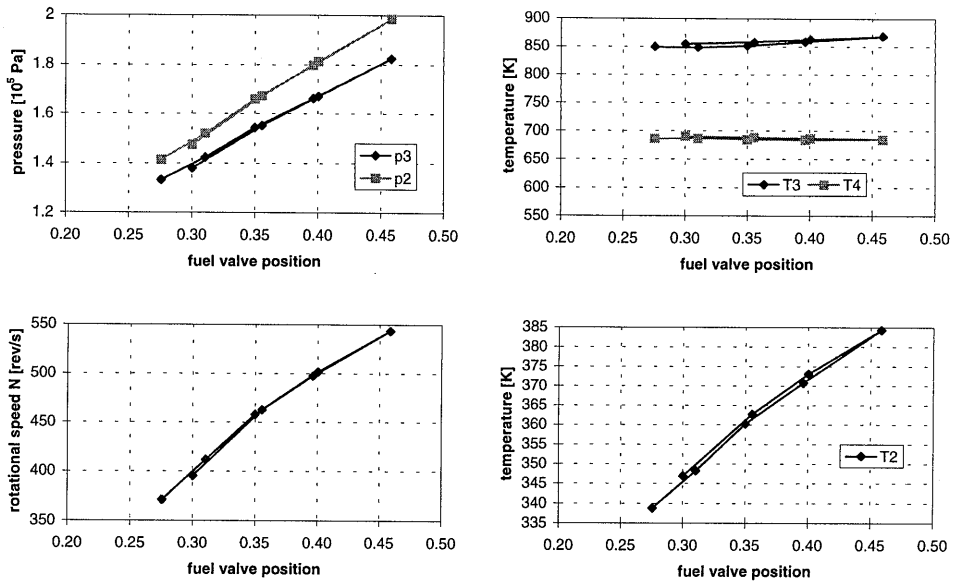 2
1.8
1.6
1.4
1.2
pressure [10⁵ Pa]
p3
p2
0.20 0.25 0.30 0.35 0.40 0.45 0.50
fuel valve position
900
850
800
750
700
650
600
550
temperature [K]
T3 T4
0.20 0.25 0.30 0.35 0.40 0.45 0.50
fuel valve position
550
500
450
400
350
rotational speed N [rev/s]
0.20 0.25 0.30 0.35 0.40 0.45 0.50
fuel valve position
385
380
375
370
365
360
355
350
345
340
335
temperature [K]
T2
0.20 0.25 0.30 0.35 0.40 0.45 0.50
fuel valve position